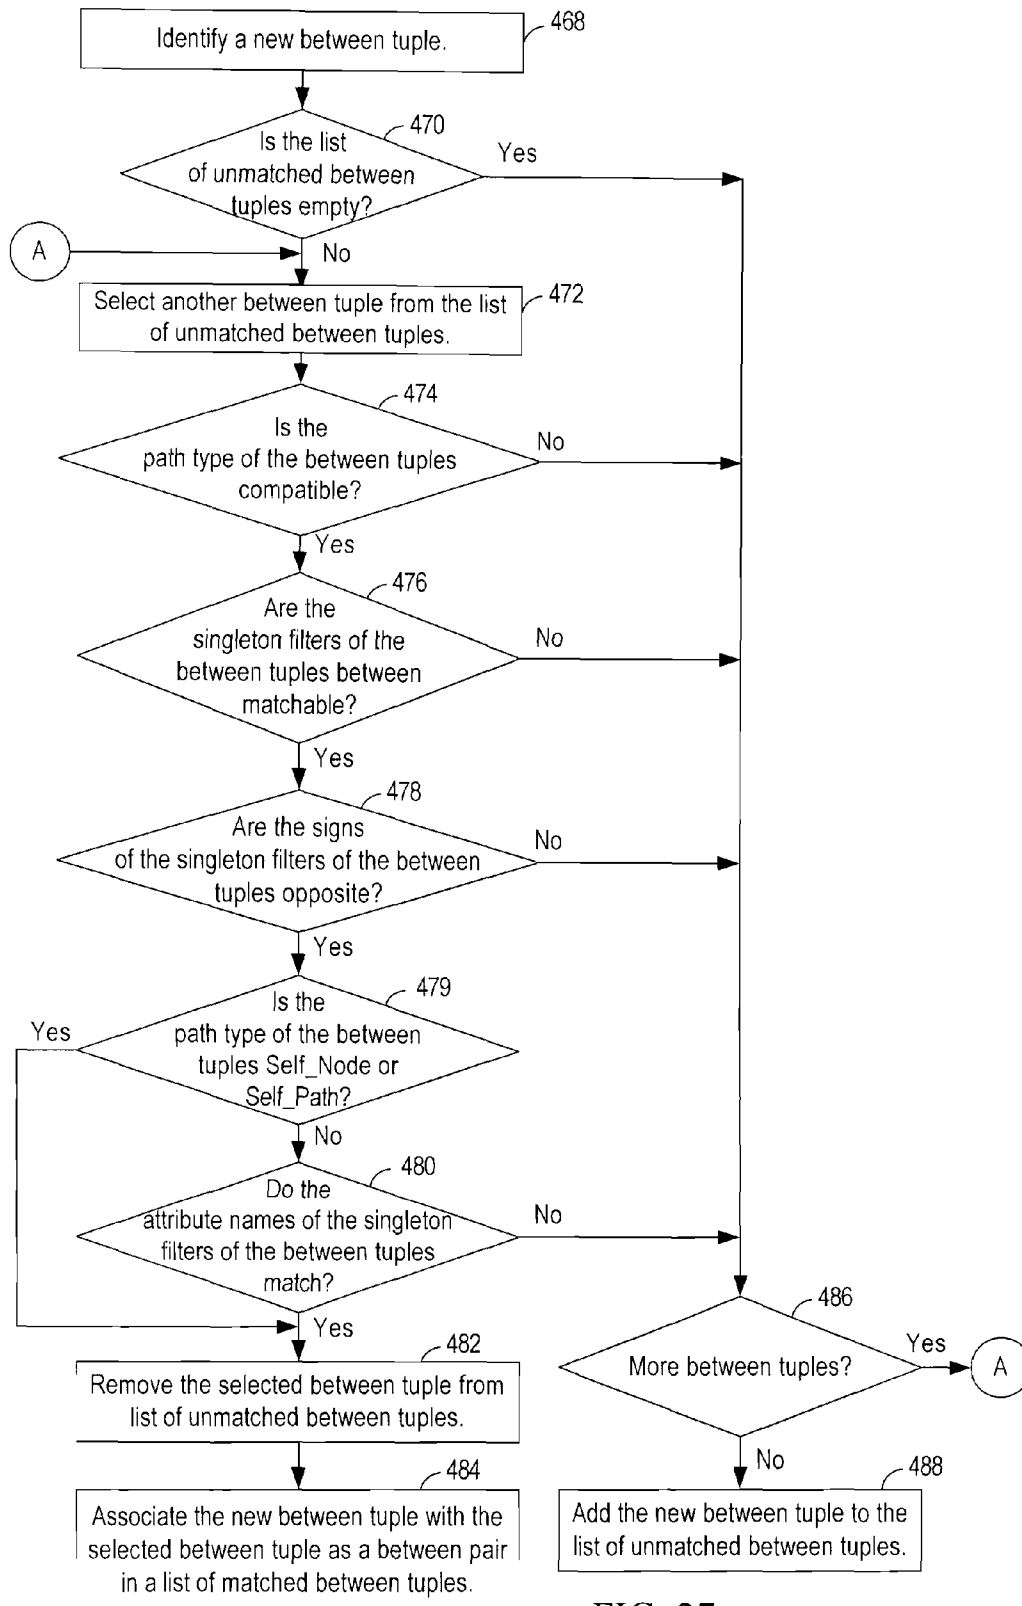 Identify a new between tuple.
468
Is the list
of unmatched between
tuples empty?
470
Yes
A
No
Select another between tuple from the list
of unmatched between tuples.
472
Is the
path type of the between tuples
compatible?
474
No
Yes
Are the
singleton filters of the
between tuples between
matchable?
476
No
Yes
Are the signs
of the singleton filters of the between
tuples opposite?
478
No
Yes
Is the
path type of the between
tuples Self_Node or
Self_Path?
479
Yes
No
Do the
attribute names of the singleton
filters of the between tuples
match?
480
No
Yes
Remove the selected between tuple from
list of unmatched between tuples.
482
Associate the new between tuple with the
selected between tuple as a between pair
in a list of matched between tuples.
484
More between tuples?
486
Yes
A
No
Add the new between tuple to the
list of unmatched between tuples.
488